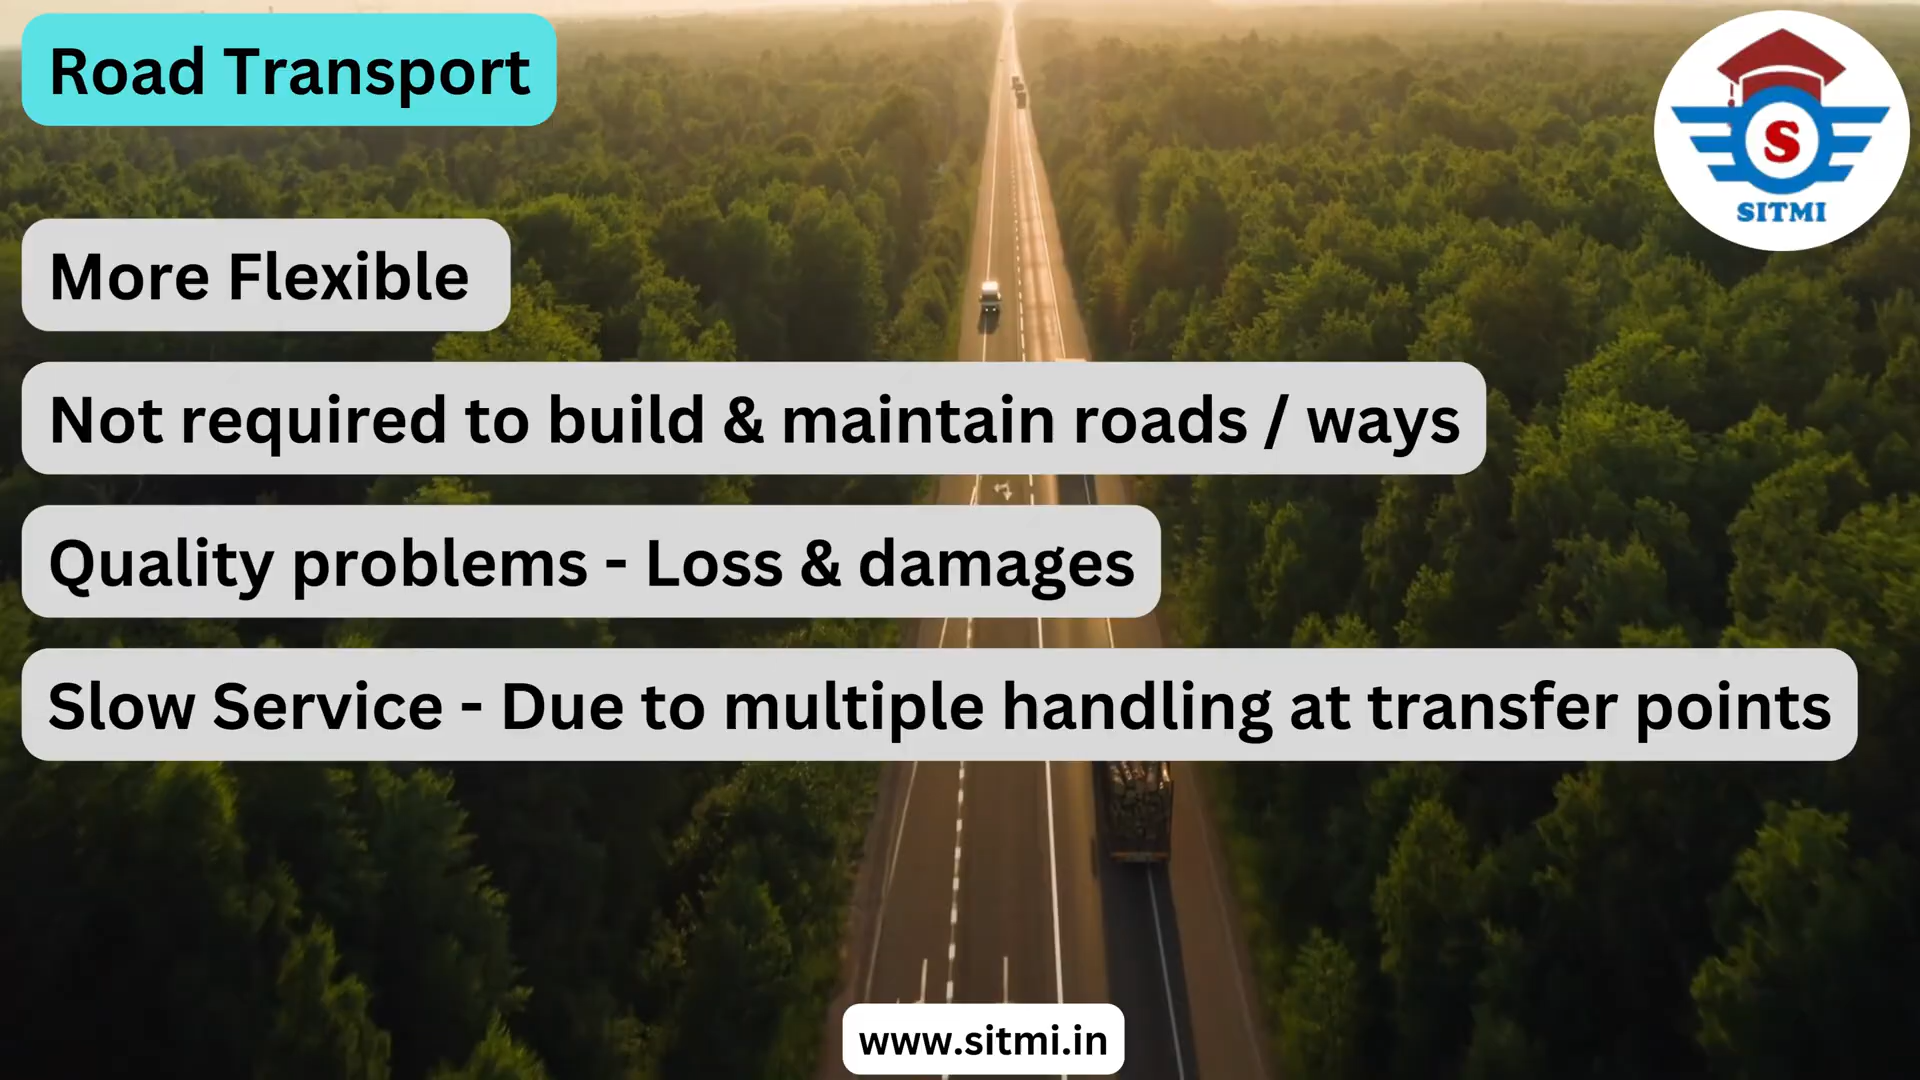 Road Transport
S
SITMI
More Flexible
Not required to build & maintain roads / ways
Quality problems - Loss & damages
Slow Service - Due to multiple handling at transfer points
www.sitmi.in